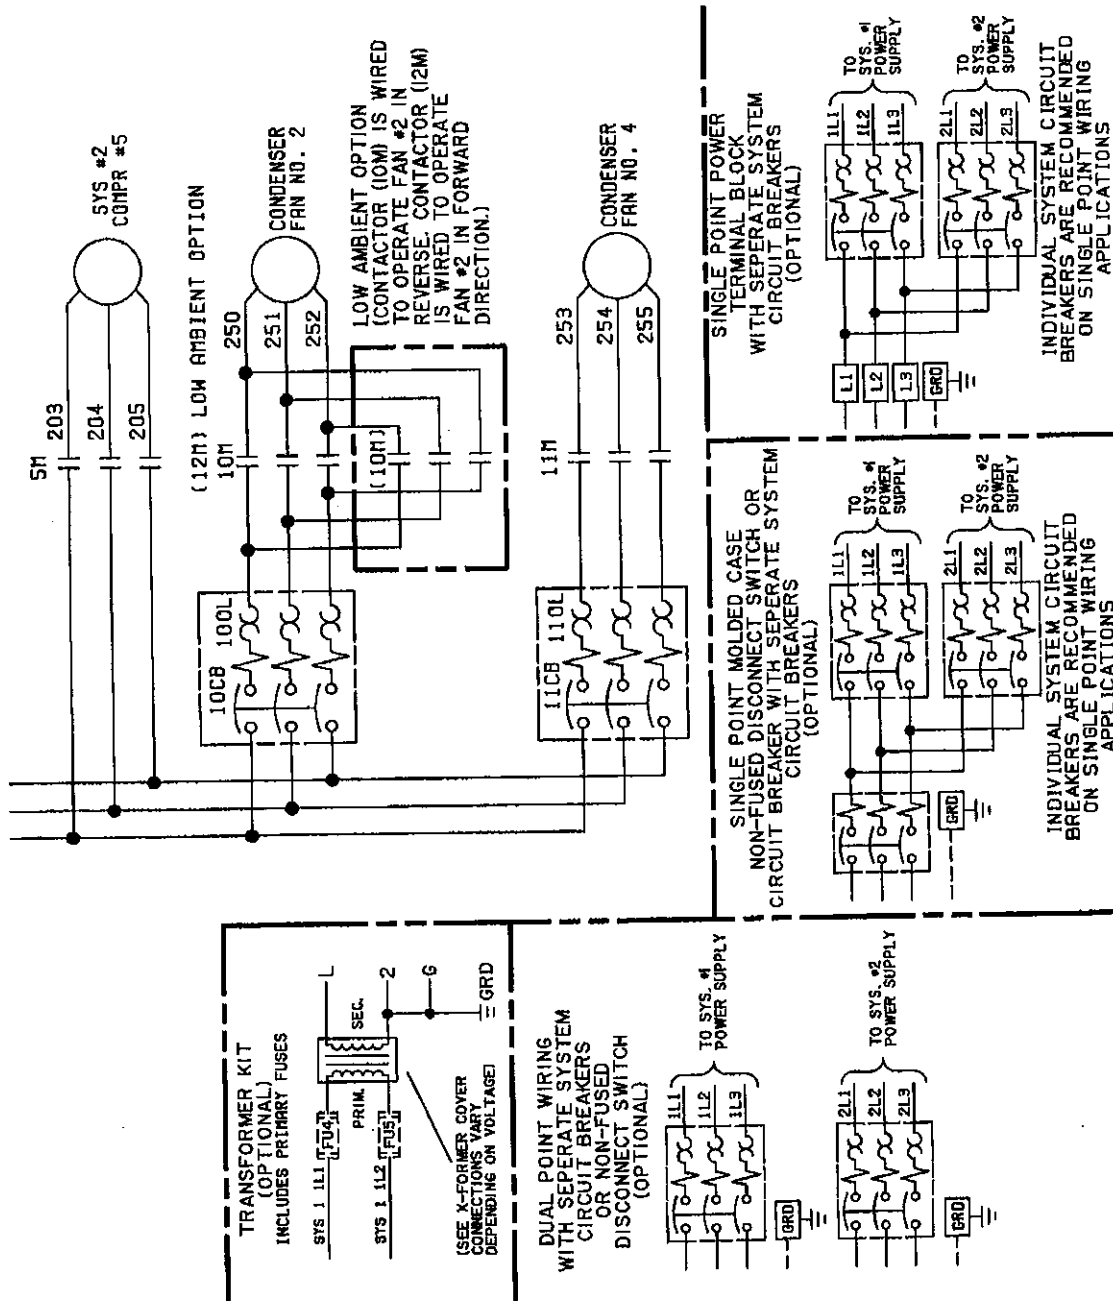 SYS #2
COMPR #5
5M
203
204
205
(12M) LOW AMBIENT OPTION
10M
CONDENSER
FAN NO. 2
250
251
252
(10M)
10CB
10OL
LOW AMBIENT OPTION
(CONTACTOR (10M) IS WIRED
TO OPERATE FAN #2 IN
REVERSE. CONTACTOR (12M)
IS WIRED TO OPERATE
FAN #2 IN FORWARD
DIRECTION.)
CONDENSER
FAN NO. 4
253
254
255
11M
11CB
11OL
TRANSFORMER KIT
(OPTIONAL)
INCLUDES PRIMARY FUSES
SYS 1 1L1
FU4
SYS 1 1L2
FU5
PRIM.
SEC.
L
2
G
GRD
(SEE X-FORMER COVER
CONNECTIONS VARY
DEPENDING ON VOLTAGE)
DUAL POINT WIRING
WITH SEPERATE SYSTEM
CIRCUIT BREAKERS
OR NON-FUSED
DISCONNECT SWITCH
(OPTIONAL)
1L1
1L2
1L3
TO SYS. #1
POWER SUPPLY
GRD
2L1
2L2
2L3
TO SYS. #2
POWER SUPPLY
GRD
SINGLE POINT MOLDED CASE
NON-FUSED DISCONNECT SWITCH OR
CIRCUIT BREAKER WITH SEPERATE SYSTEM
CIRCUIT BREAKERS
(OPTIONAL)
1L1
1L2
1L3
TO
SYS. #1
POWER
SUPPLY
2L1
2L2
2L3
TO
SYS. #2
POWER
SUPPLY
GRD
INDIVIDUAL SYSTEM CIRCUIT
BREAKERS ARE RECOMMENDED
ON SINGLE POINT WIRING
APPLICATIONS
SINGLE POINT POWER
TERMINAL BLOCK
WITH SEPERATE SYSTEM
CIRCUIT BREAKERS
(OPTIONAL)
L1
L2
L3
GRD
1L1
1L2
1L3
TO
SYS. #1
POWER
SUPPLY
2L1
2L2
2L3
TO
SYS. #2
POWER
SUPPLY
INDIVIDUAL SYSTEM CIRCUIT
BREAKERS ARE RECOMMENDED
ON SINGLE POINT WIRING
APPLICATIONS